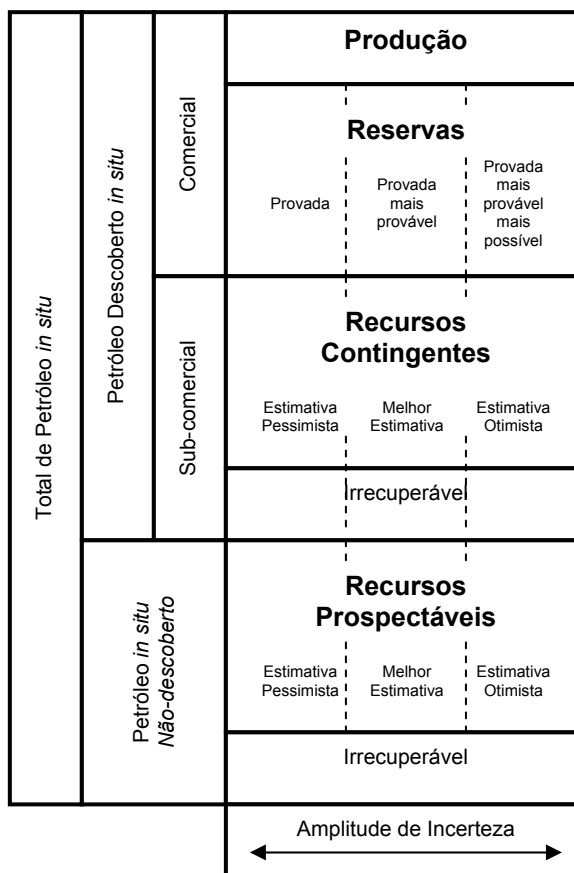 Total de Petróleo in situ
Petróleo Descoberto in situ
Comercial
Produção
Reservas
Provada
Provada
mais
provável
Provada
mais
provável
mais
possível
Sub-comercial
Recursos
Contingentes
Estimativa
Pessimista
Melhor
Estimativa
Estimativa
Otimista
Irrecuperável
Petróleo in situ
Não-descoberto
Recursos
Prospectáveis
Estimativa
Pessimista
Melhor
Estimativa
Estimativa
Otimista
Irrecuperável
Amplitude de Incerteza